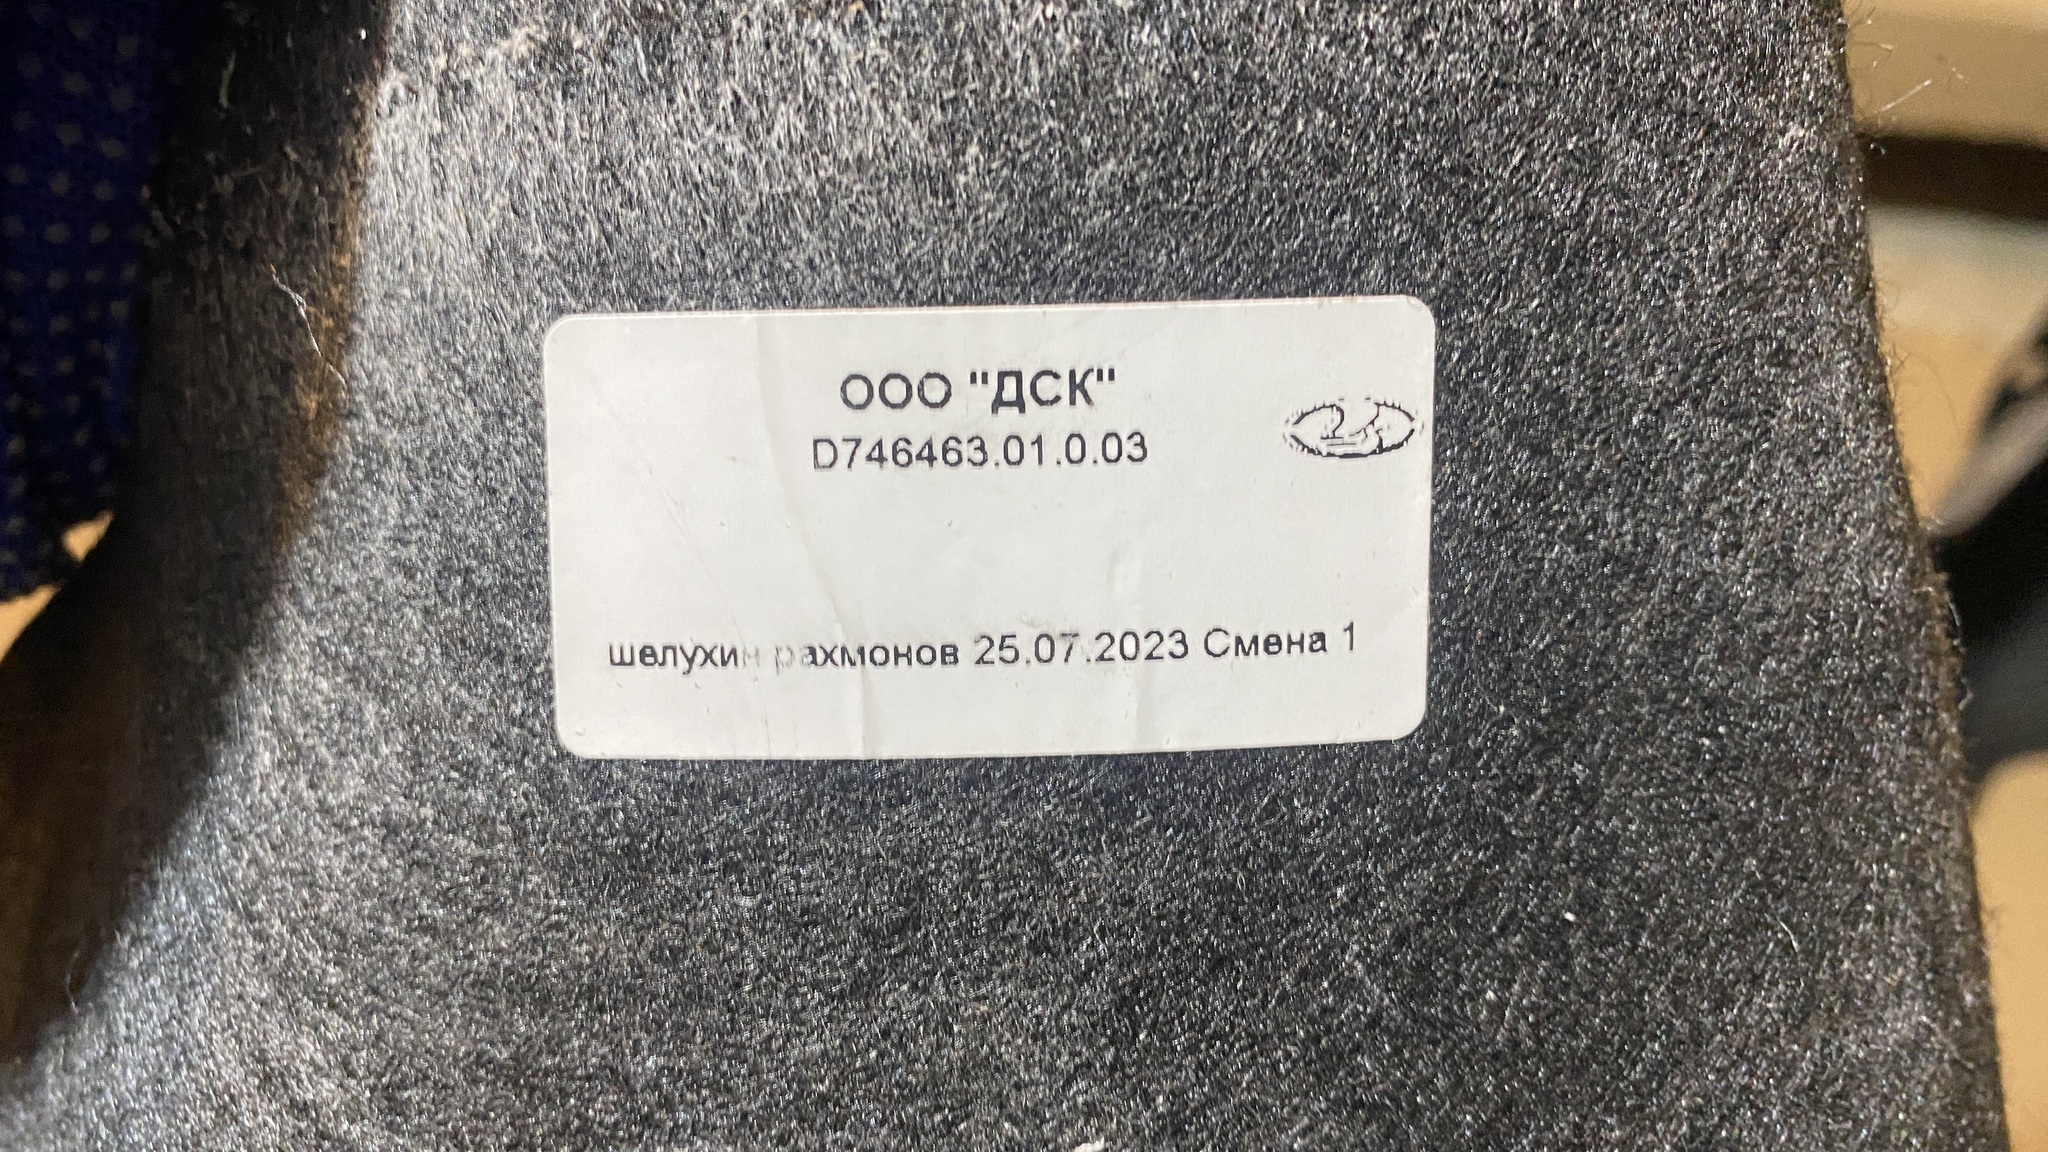 ООО "ДСК"
D746463.01.0.03
шелухин рахмонов 25.07.2023 Смена 1